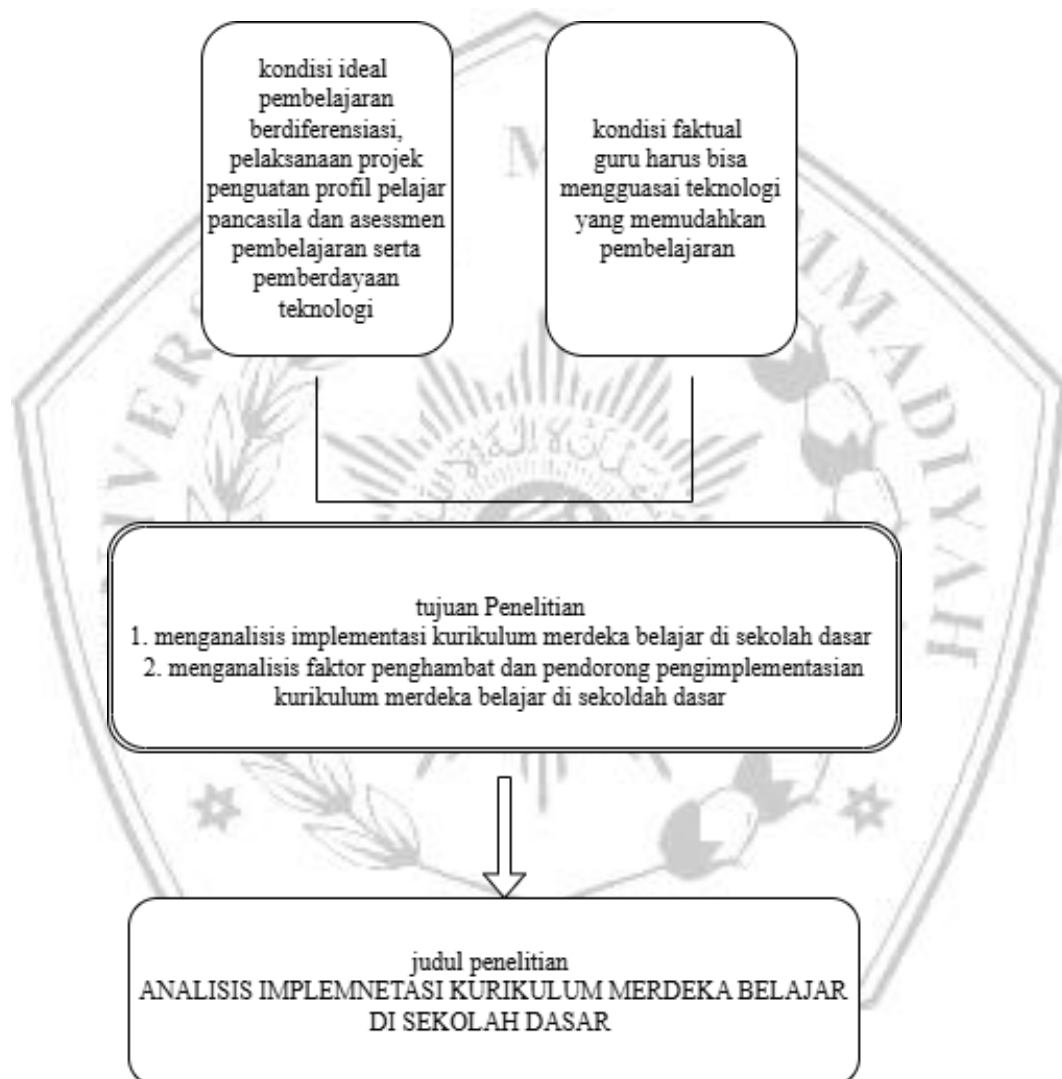 kondisi ideal
pembelajaran
berdiferensiasi,
pelaksanaan projek
penguatan profil pelajar
pancasila dan asessmen
pembelajaran serta
pemberdayaan
teknologi
kondisi faktual
guru harus bisa
mengguasai teknologi
yang memudahkan
pembelajaran
tujuan Penelitian
1. menganalisis implementasi kurikulum merdeka belajar di sekolah dasar
2. menganalisis faktor penghambat dan pendorong pengimplementasian
kurikulum merdeka belajar di sekoldah dasar
judul penelitian
ANALISIS IMPLEMNETASI KURIKULUM MERDEKA BELAJAR
DI SEKOLAH DASAR